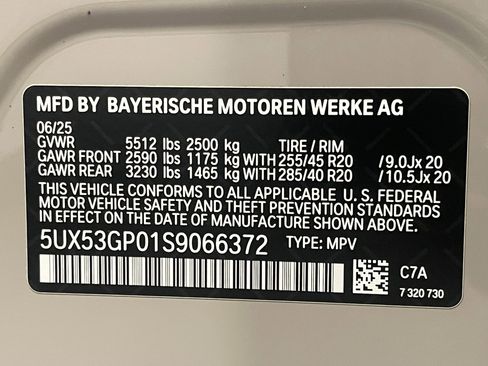 MFD BY BAYERISCHE MOTOREN WERKE AG
06/25
GVWR 5512 lbs 2500 kg TIRE / RIM
GAWR FRONT 2590 lbs 1175 kg WITH 255/45 R20 /9.0Jx 20
GAWR REAR 3230 lbs 1465 kg WITH 285/40 R20 /10.5Jx 20
THIS VEHICLE CONFORMS TO ALL APPLICABLE U. S. FEDERAL
MOTOR VEHICLE SAFETY AND THEFT PREVENTION STANDARDS
IN EFFECT ON THE DATE OF MANUFACTURE SHOWN ABOVE.
5UX53GP01S9066372 TYPE: MPV
C7A
7 320 730